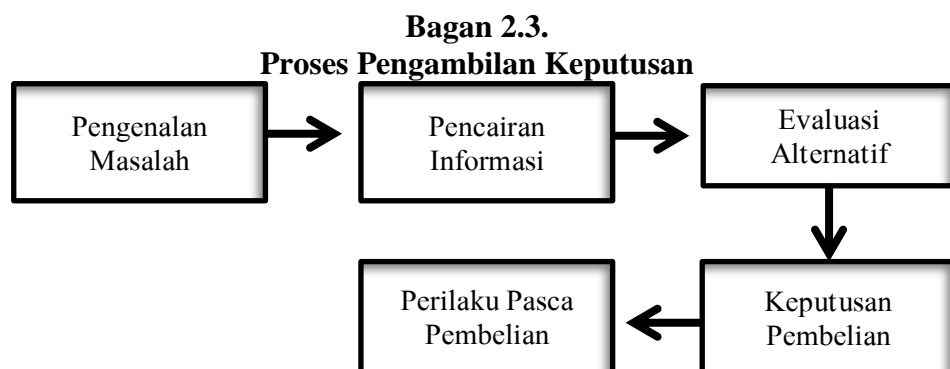 Bagan 2.3.
Proses Pengambilan Keputusan
Pengenalan
Masalah
Pencairan
Informasi
Evaluasi
Alternatif
Keputusan
Pembelian
Perilaku Pasca
Pembelian